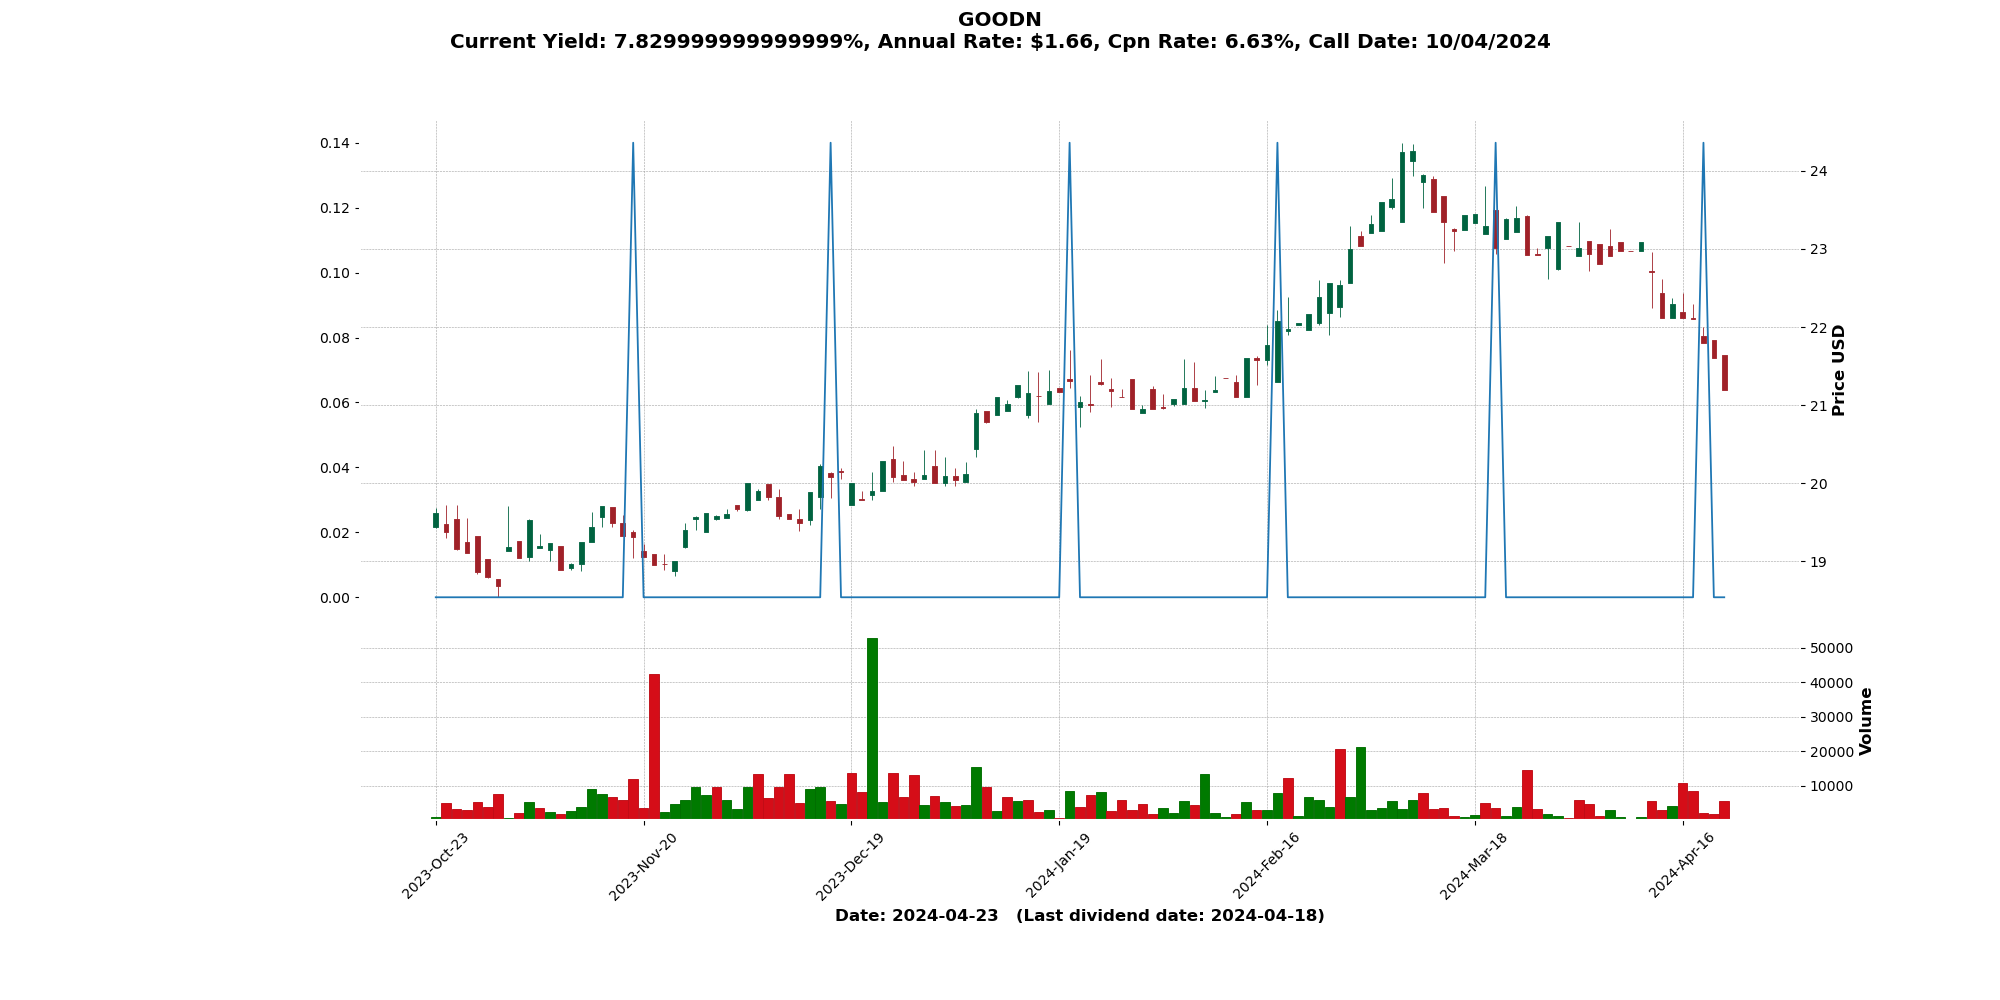 GOODN
Current Yield: 7.829999999999999%, Annual Rate: $1.66, Cpn Rate: 6.63%, Call Date: 10/04/2024
0.14
0.12
0.10
0.08
0.06
0.04
0.02
0.00
24
23
22
21
20
19
Price USD
50000
40000
30000
20000
10000
Volume
2023-Oct-23
2023-Nov-20
2023-Dec-19
2024-Jan-19
2024-Feb-16
2024-Mar-18
2024-Apr-16
Date: 2024-04-23 (Last dividend date: 2024-04-18)